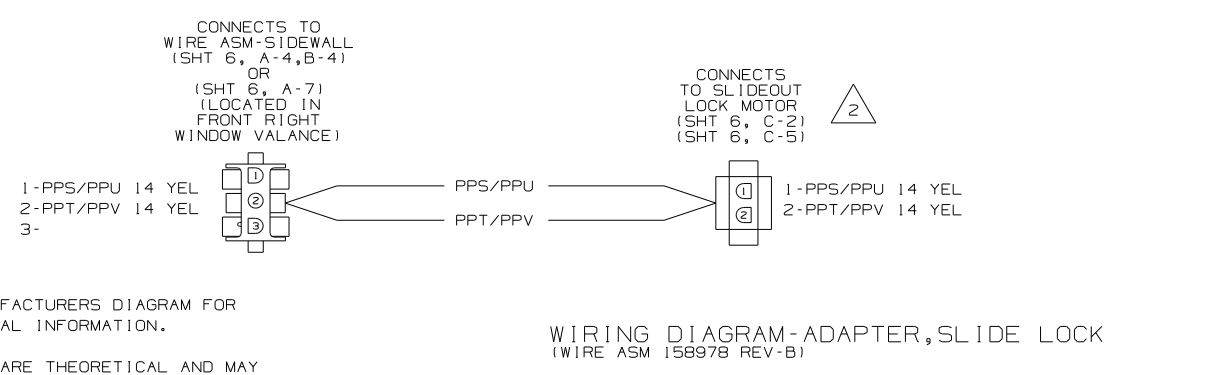 CONNECTS TO
WIRE ASM-SIDEWALL
(SHT 6, A-4,B-4)
OR
(SHT 6, A-7)
(LOCATED IN
FRONT RIGHT
WINDOW VALANCE)
CONNECTS
TO SLIDEOUT
LOCK MOTOR
(SHT 6, C-2)
(SHT 6, C-5)
2
1-PPS/PPU 14 YEL
2-PPT/PPV 14 YEL
3-
1
2
3
PPS/PPU
PPT/PPV
1
2
1-PPS/PPU 14 YEL
2-PPT/PPV 14 YEL
FACTURERS DIAGRAM FOR
AL INFORMATION.
ARE THEORETICAL AND MAY
WIRING DIAGRAM-ADAPTER,SLIDE LOCK
(WIRE ASM 158978 REV-B)